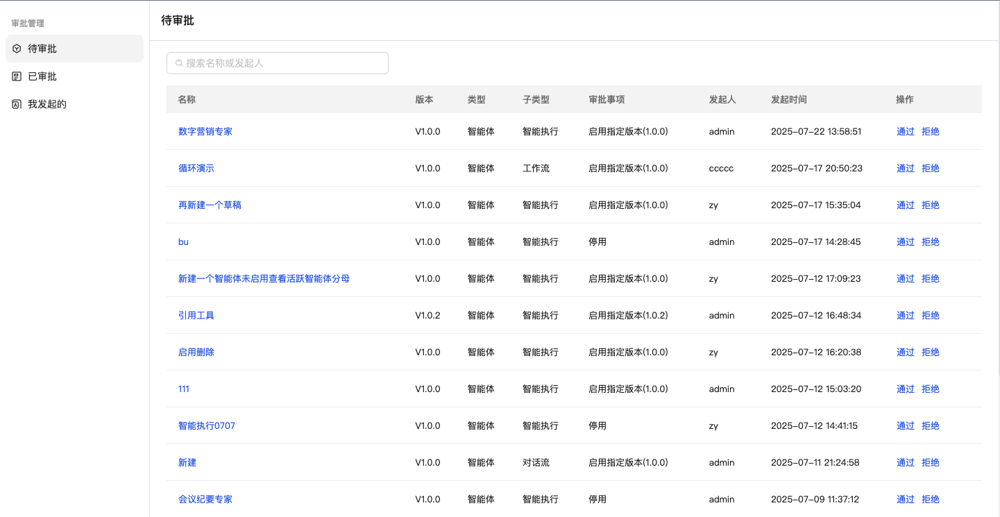 审批管理
待审批
已审批
我发起的
待审批
搜索名称或发起人
名称 版本 类型 子类型 审批事项 发起人 发起时间 操作
数字营销专家 V1.0.0 智能体 智能执行 启用指定版本(1.0.0) admin 2025-07-22 13:58:51 通过 拒绝
循环演示 V1.0.0 智能体 工作流 启用指定版本(1.0.0) ccccc 2025-07-17 20:50:23 通过 拒绝
再新建一个草稿 V1.0.0 智能体 智能执行 启用指定版本(1.0.0) zy 2025-07-17 15:35:04 通过 拒绝
bu V1.0.0 智能体 智能执行 停用 admin 2025-07-17 14:28:45 通过 拒绝
新建一个智能体未启用查看活跃智能体分母 V1.0.0 智能体 智能执行 启用指定版本(1.0.0) zy 2025-07-12 17:09:23 通过 拒绝
引用工具 V1.0.2 智能体 智能执行 启用指定版本(1.0.2) admin 2025-07-12 16:48:34 通过 拒绝
启用删除 V1.0.0 智能体 智能执行 启用指定版本(1.0.0) zy 2025-07-12 16:20:38 通过 拒绝
111 V1.0.0 智能体 智能执行 启用指定版本(1.0.0) admin 2025-07-12 15:03:20 通过 拒绝
智能执行0707 V1.0.0 智能体 智能执行 停用 zy 2025-07-12 14:41:15 通过 拒绝
新建 V1.0.0 智能体 对话流 启用指定版本(1.0.0) admin 2025-07-11 21:24:58 通过 拒绝
会议纪要专家 V1.0.0 智能体 智能执行 停用 admin 2025-07-09 11:37:12 通过 拒绝